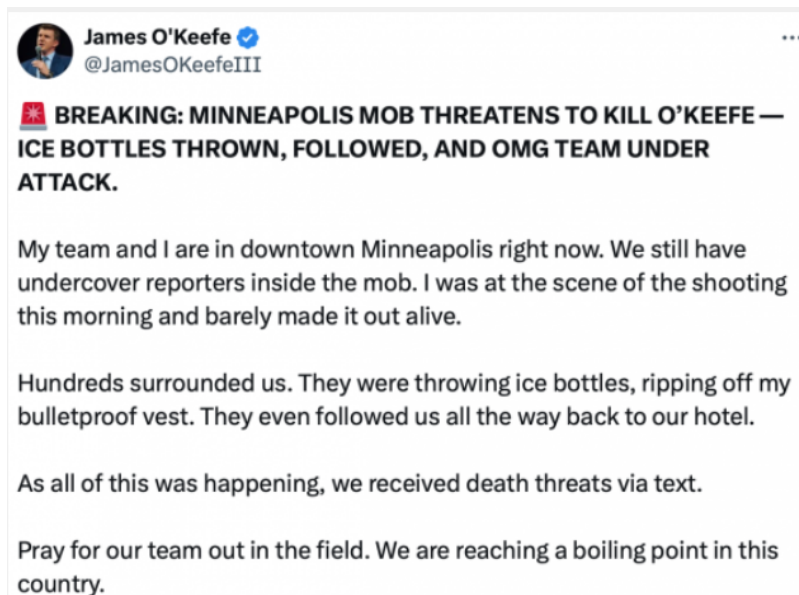 James O'Keefe
@JamesOKeefeIII
BREAKING: MINNEAPOLIS MOB THREATENS TO KILL O’KEEFE —
ICE BOTTLES THROWN, FOLLOWED, AND OMG TEAM UNDER
ATTACK.
My team and I are in downtown Minneapolis right now. We still have
undercover reporters inside the mob. I was at the scene of the shooting
this morning and barely made it out alive.
Hundreds surrounded us. They were throwing ice bottles, ripping off my
bulletproof vest. They even followed us all the way back to our hotel.
As all of this was happening, we received death threats via text.
Pray for our team out in the field. We are reaching a boiling point in this
country.